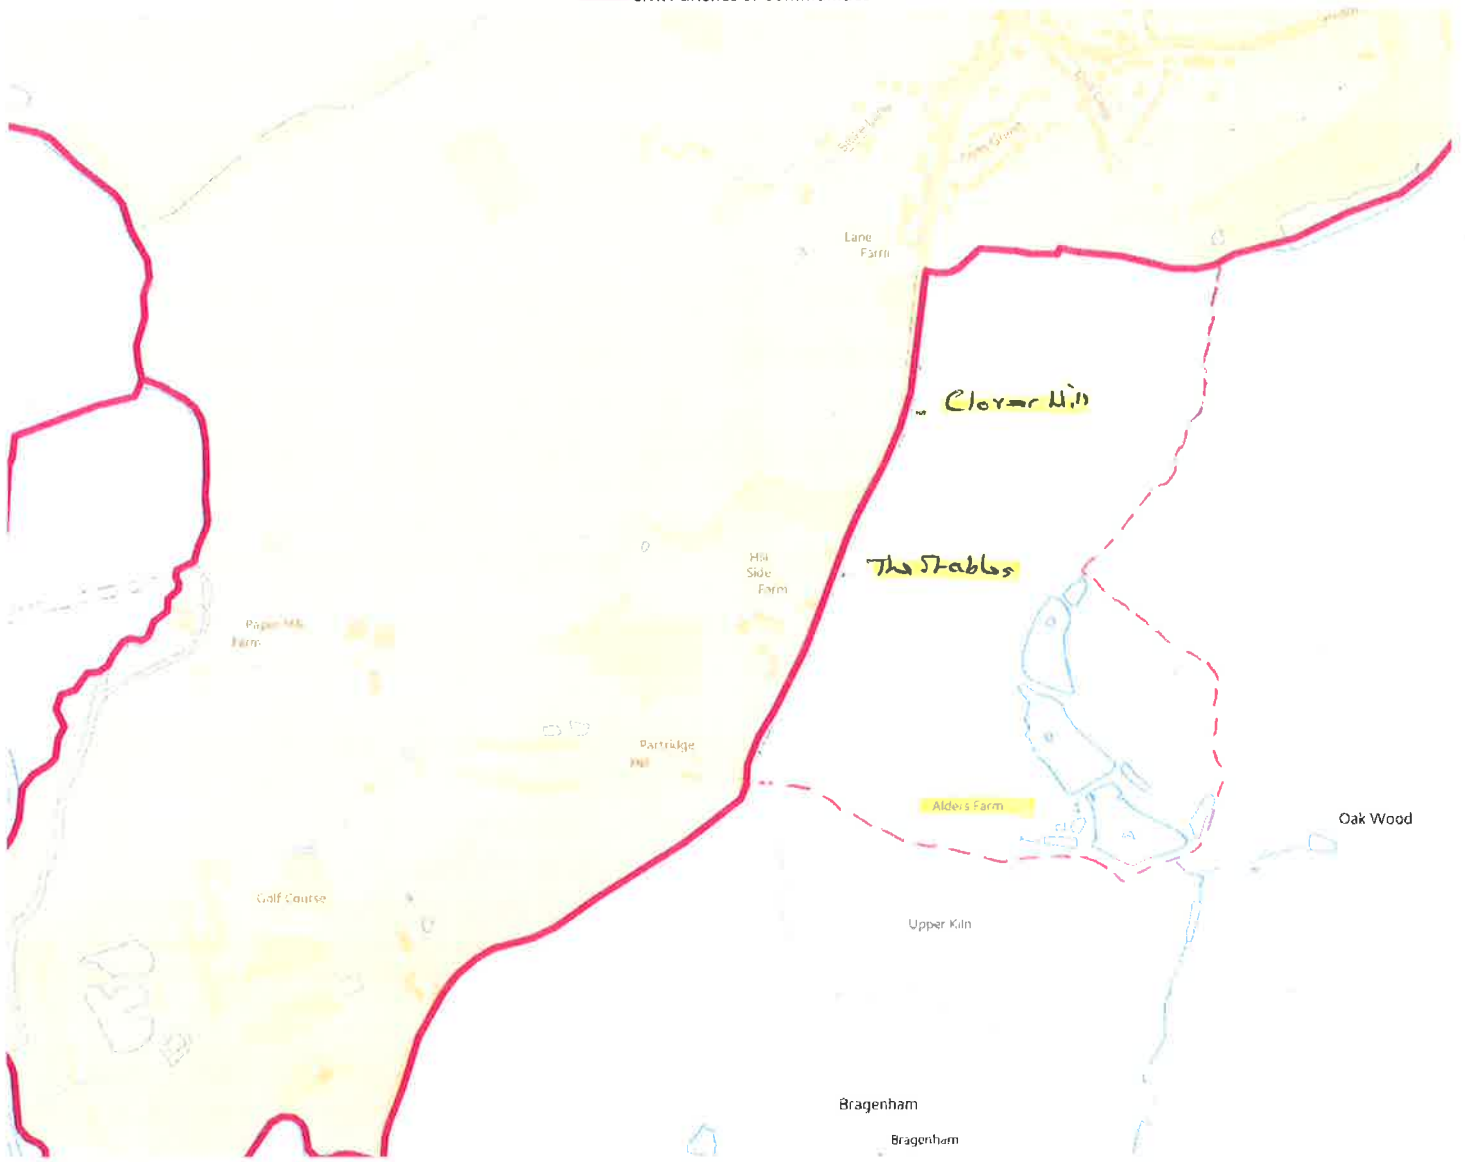 Lane
Farm
Clover Hill
Hill
Side
Farm
The Stables
Paper Mill
Farm
Partridge
Hill
Alders Farm
Oak Wood
Golf Course
Upper Kiln
Bragenham
Bragenham